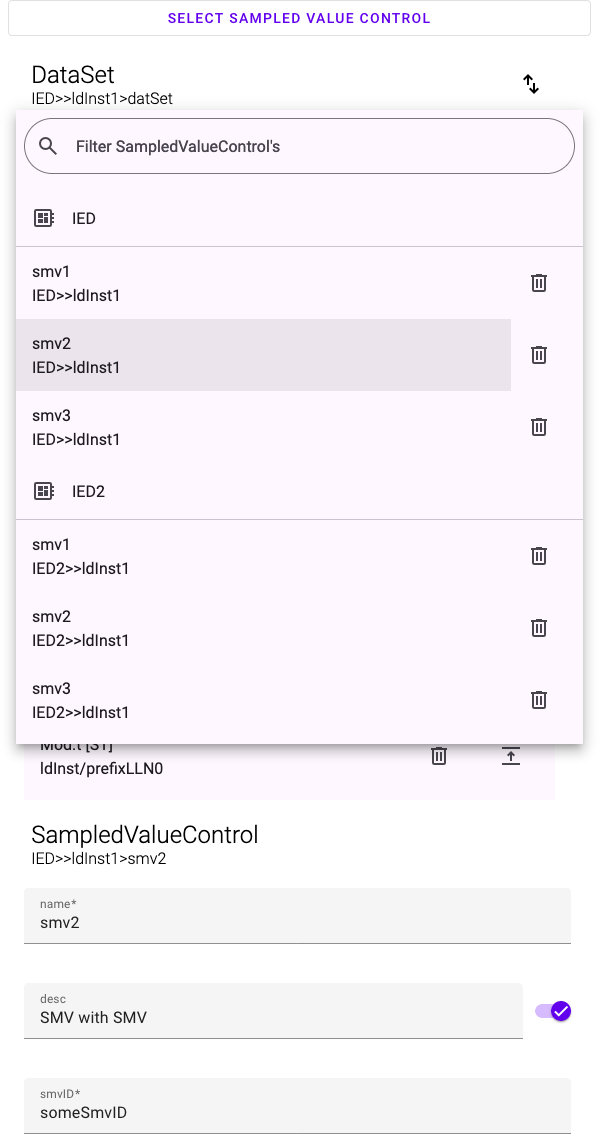 SELECT SAMPLED VALUE CONTROL
DataSet
IED>>ldInst1>datSet
Filter SampledValueControl's
IED
smv1
IED>>ldInst1
smv2
IED>>ldInst1
smv3
IED>>ldInst1
IED2
smv1
IED2>>ldInst1
smv2
IED2>>ldInst1
smv3
IED2>>ldInst1
Mod.t [ST]
ldInst/prefixLLN0
SampledValueControl
IED>>ldInst1>smv2
name*
smv2
desc
SMV with SMV
smvID*
someSmvID